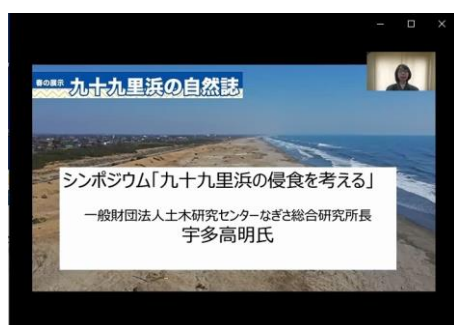 春の展示 九十九里浜の自然誌
シンポジウム「九十九里浜の侵食を考える」
一般財団法人土木研究センターなぎさ総合研究所長
宇多高明氏